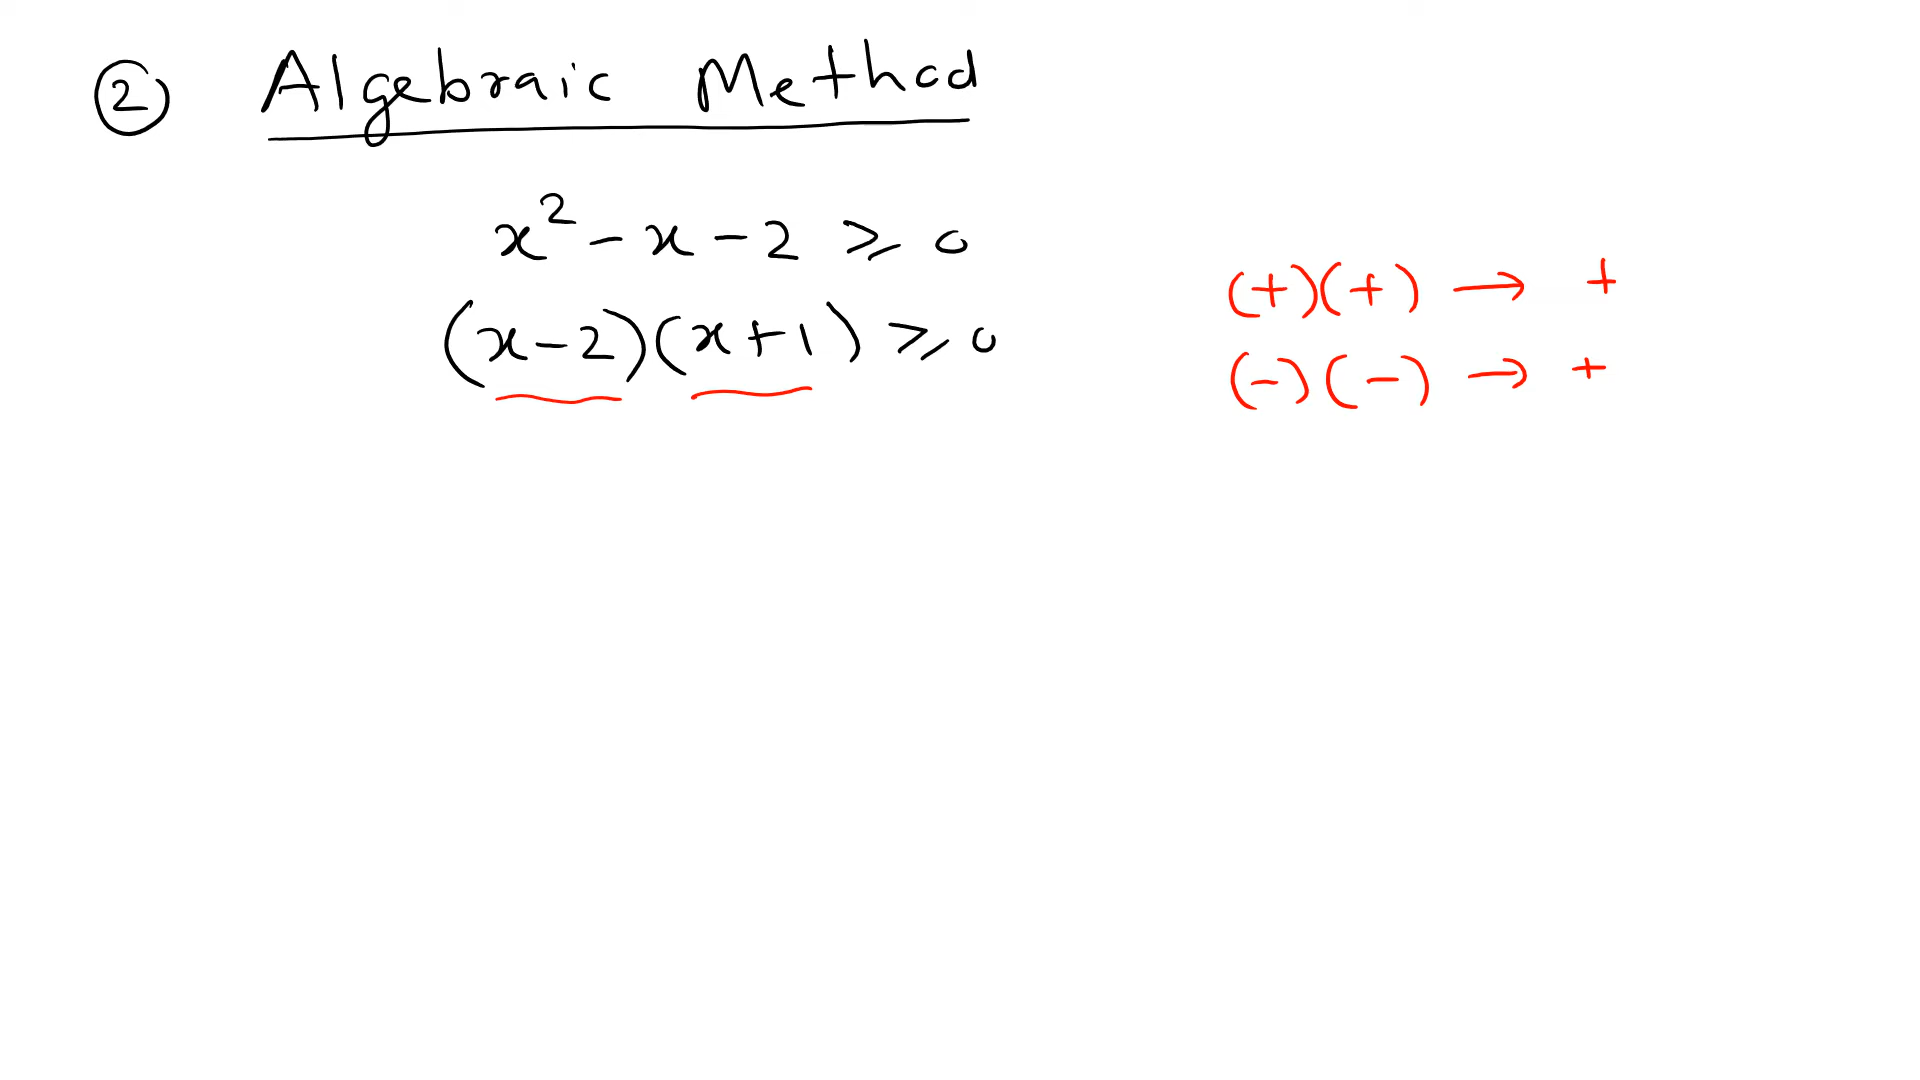 ② Algebraic Method
x² - x - 2 ⩾ 0
(x-2)(x+1) ⩾ 0
(+)(+) → +
(-)(-) → +